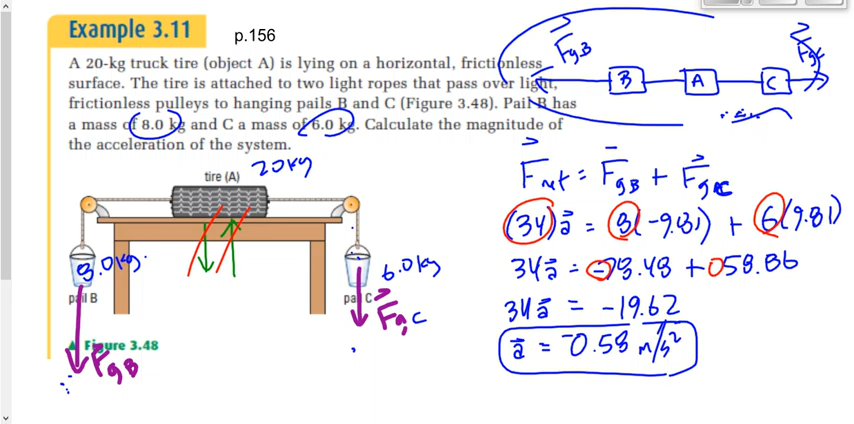 Example 3.11 p.156
A 20-kg truck tire (object A) is lying on a horizontal, frictionless
surface. The tire is attached to two light ropes that pass over light,
frictionless pulleys to hanging pails B and C (Figure 3.48). Pail B has
a mass of 8.0 kg and C a mass of 6.0 kg. Calculate the magnitude of
the acceleration of the system.
20kg
tire (A)
8.0kg
pail B
6.0kg
pail C
FgC
FgB
▲ Figure 3.48
FgB FgC
B A C
Fnet = FgB + FgC
(34)a = 8(-9.81) + 6(9.81)
34a = -78.48 + 58.86
34a = -19.62
a = -0.58 m/s²